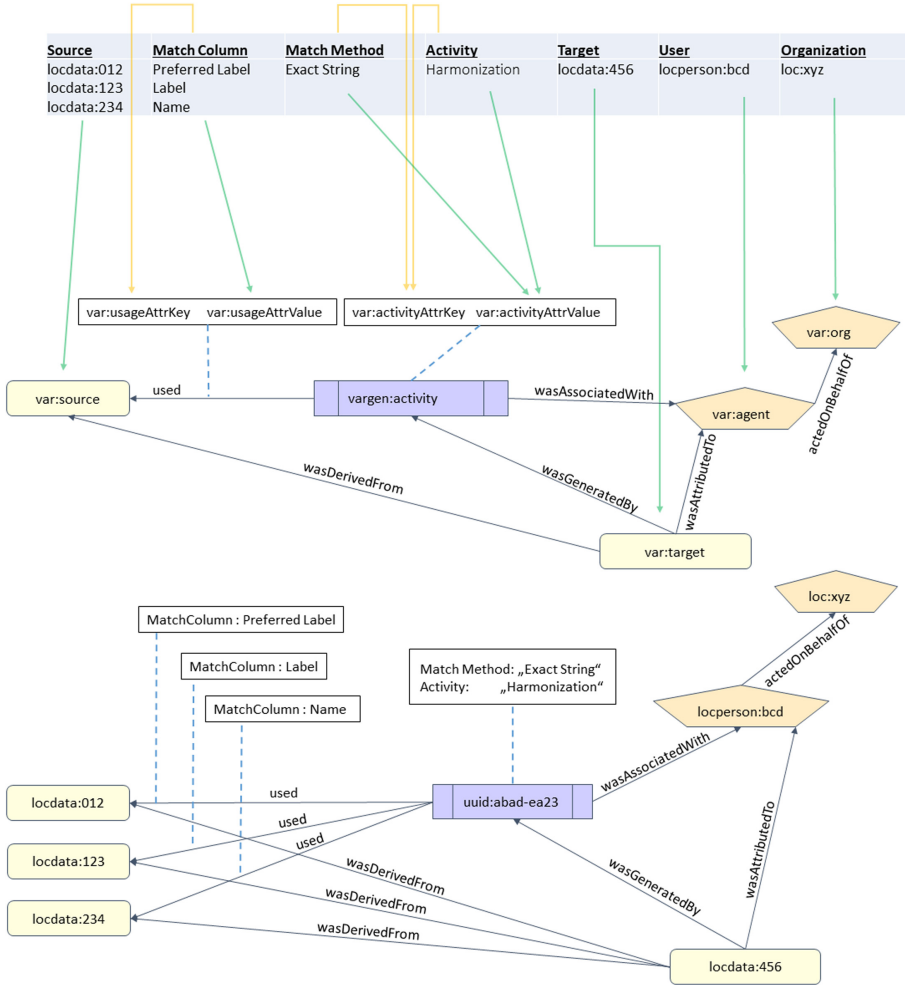 Source Match Column Match Method Activity Target User Organization
locdata:012 Preferred Label Exact String Harmonization locdata:456 locperson:bcd loc:xyz
locdata:123 Label
locdata:234 Name
var:usageAttrKey var:usageAttrValue
var:activityAttrKey var:activityAttrValue
var:org
var:source
used
vargen:activity
wasAssociatedWith
var:agent
actedOnBehalfOf
wasDerivedFrom
wasGeneratedBy
wasAttributedTo
var:target
loc:xyz
MatchColumn : Preferred Label
actedOnBehalfOf
MatchColumn : Label
Match Method: „Exact String“
Activity: „Harmonization“
MatchColumn : Name
locperson:bcd
wasAssociatedWith
locdata:012
used
uuid:abad-ea23
used
used
locdata:123
wasDerivedFrom
wasGeneratedBy
wasAttributedTo
wasDerivedFrom
locdata:234
wasDerivedFrom
locdata:456